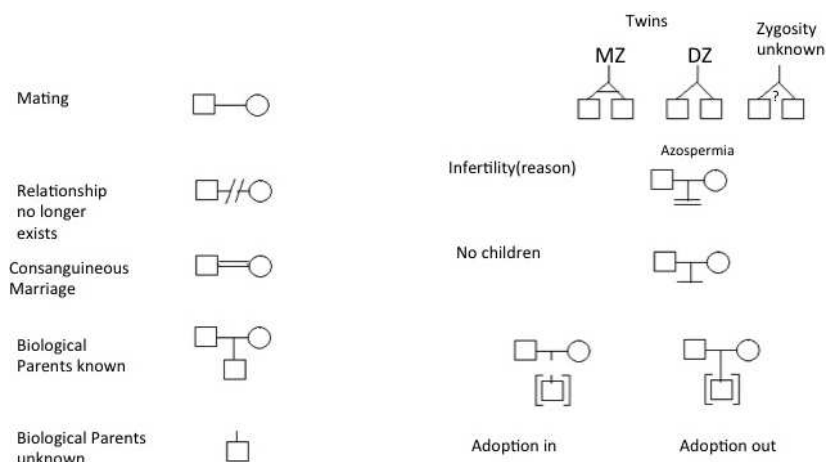 Mating
Relationship
no longer
exists
Consanguineous
Marriage
Biological
Parents known
Biological Parents
unknown
Twins
MZ
DZ
Zygosity
unknown
?
Infertility(reason)
Azospermia
No children
Adoption in
Adoption out